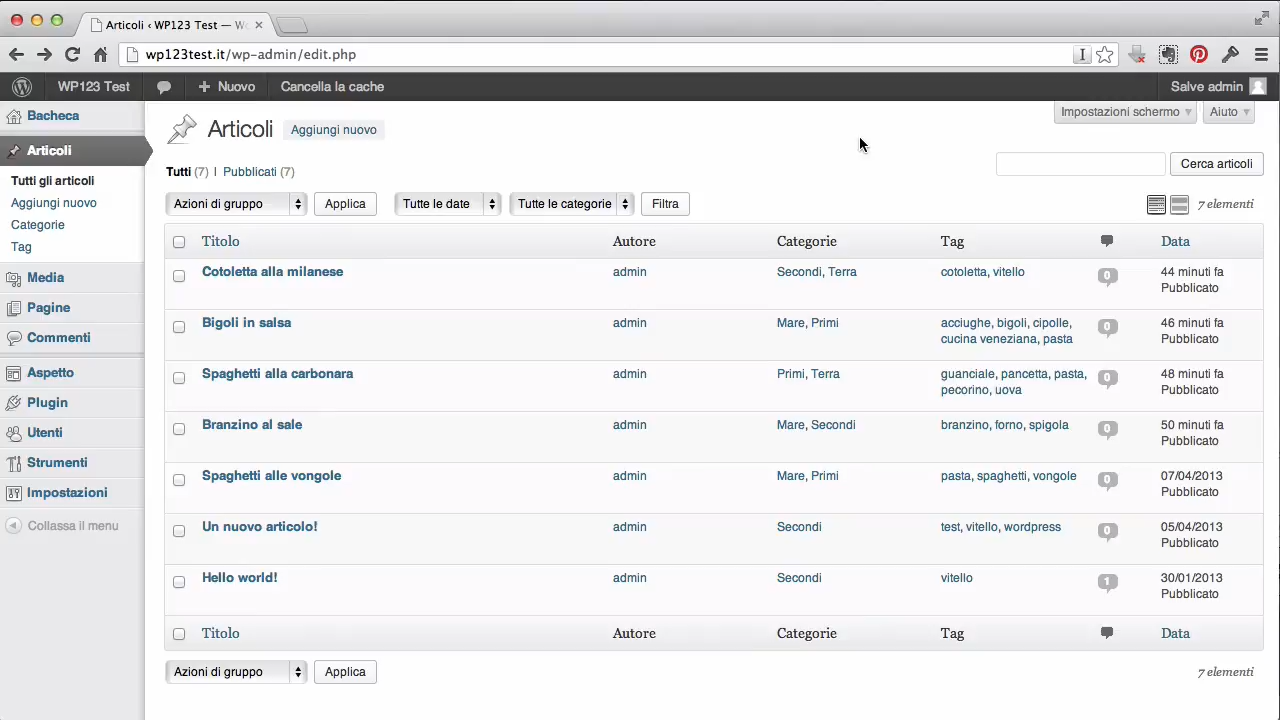 Articoli ‹ WP123 Test — W
wp123test.it/wp-admin/edit.php
WP123 Test
+ Nuovo
Cancella la cache
Salve admin
Bacheca
Articoli
Tutti gli articoli
Aggiungi nuovo
Categorie
Tag
Media
Pagine
Commenti
Aspetto
Plugin
Utenti
Strumenti
Impostazioni
Collassa il menu
Impostazioni schermo
Aiuto
Articoli Aggiungi nuovo
Tutti (7) | Pubblicati (7)
Cerca articoli
Azioni di gruppo Applica Tutte le date Tutte le categorie Filtra 7 elementi
Titolo Autore Categorie Tag Data
Cotoletta alla milanese admin Secondi, Terra cotoletta, vitello 0 44 minuti fa
Pubblicato
Bigoli in salsa admin Mare, Primi acciughe, bigoli, cipolle, 0 46 minuti fa
cucina veneziana, pasta Pubblicato
Spaghetti alla carbonara admin Primi, Terra guanciale, pancetta, pasta, 0 48 minuti fa
pecorino, uova Pubblicato
Branzino al sale admin Mare, Secondi branzino, forno, spigola 0 50 minuti fa
Pubblicato
Spaghetti alle vongole admin Mare, Primi pasta, spaghetti, vongole 0 07/04/2013
Pubblicato
Un nuovo articolo! admin Secondi test, vitello, wordpress 0 05/04/2013
Pubblicato
Hello world! admin Secondi vitello 1 30/01/2013
Pubblicato
Titolo Autore Categorie Tag Data
Azioni di gruppo Applica 7 elementi